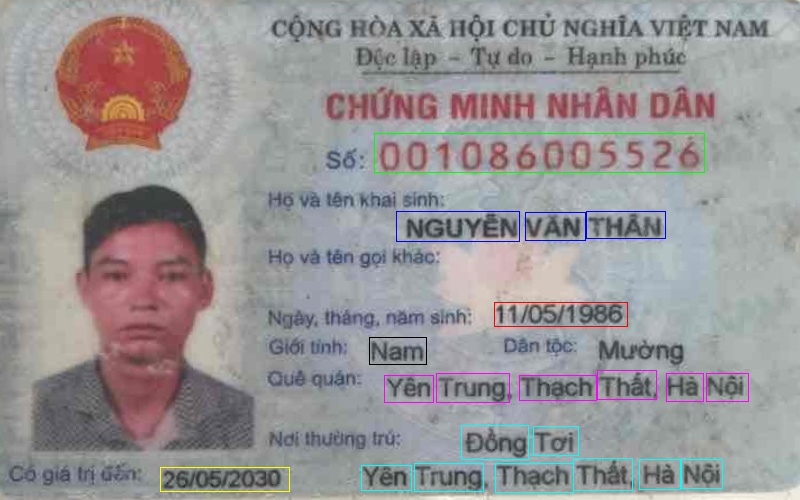 CỘNG HÒA XÃ HỘI CHỦ NGHĨA VIỆT NAM
Độc lập - Tự do - Hạnh phúc
CHỨNG MINH NHÂN DÂN
Số: 001086005526
Họ và tên khai sinh:
NGUYỄN VĂN THÂN
Họ và tên gọi khác:
Ngày, tháng, năm sinh: 11/05/1986
Giới tính: Nam Dân tộc: Mường
Quê quán: Yên Trung, Thạch Thất, Hà Nội
Nơi thường trú: Đồng Tơi
Có giá trị đến: 26/05/2030 Yên Trung, Thạch Thất, Hà Nội